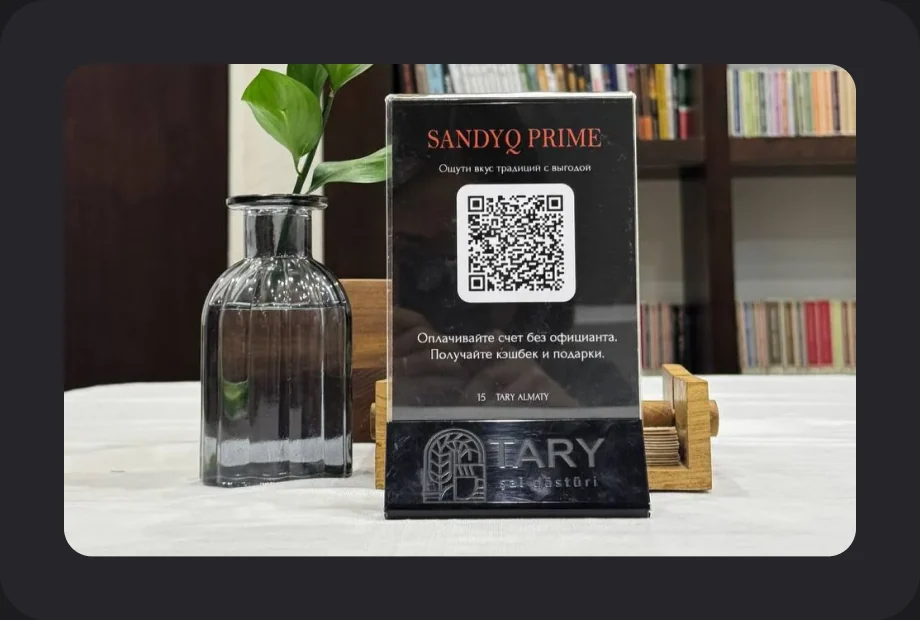 SANDYQ PRIME
Ощути вкус традиций с выгодой
Оплачивайте счет без официанта.
Получайте кэшбек и подарки.
15 TARY ALMATY
TARY
şai dästüri